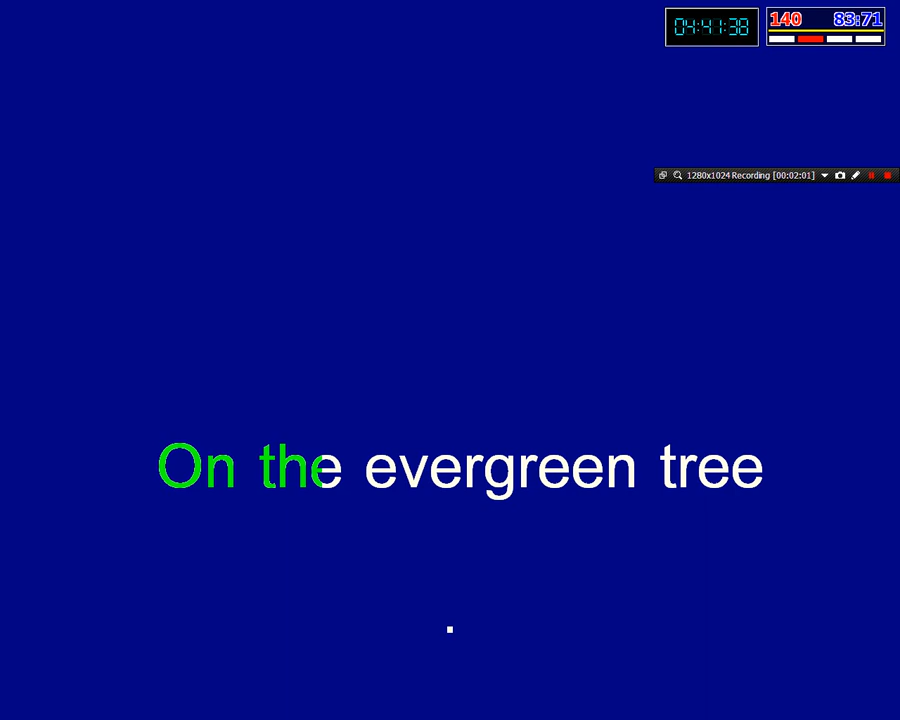 04:41:38
140 83:71
1280x1024 Recording [00:02:01]
On the evergreen tree
.